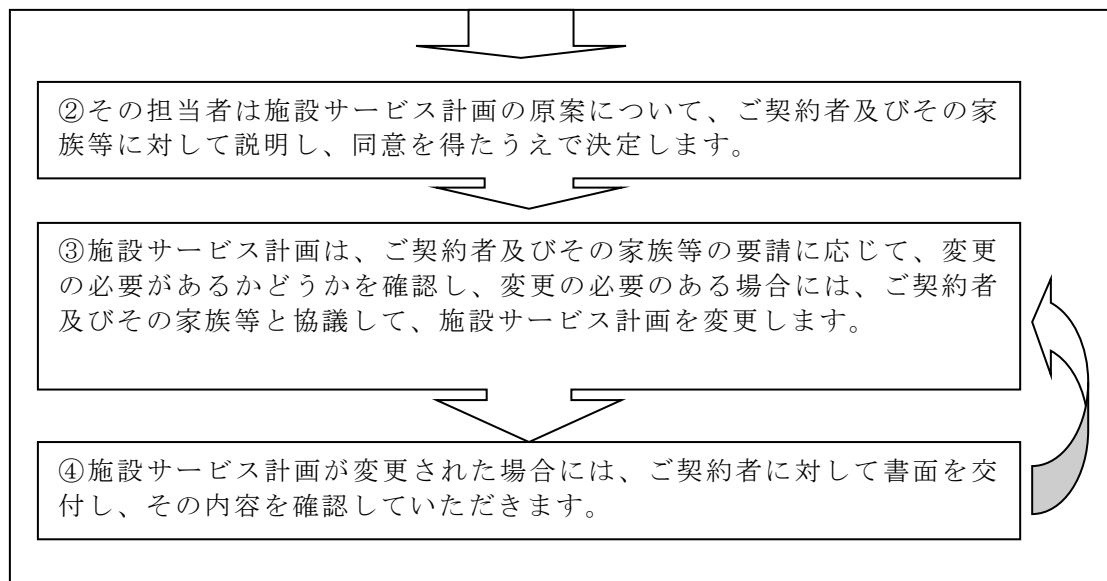 ②その担当者は施設サービス計画の原案について、ご契約者及びその家
族等に対して説明し、同意を得たうえで決定します。
③施設サービス計画は、ご契約者及びその家族等の要請に応じて、変更
の必要があるかどうかを確認し、変更の必要のある場合には、ご契約者
及びその家族等と協議して、施設サービス計画を変更します。
④施設サービス計画が変更された場合には、ご契約者に対して書面を交
付し、その内容を確認していただきます。